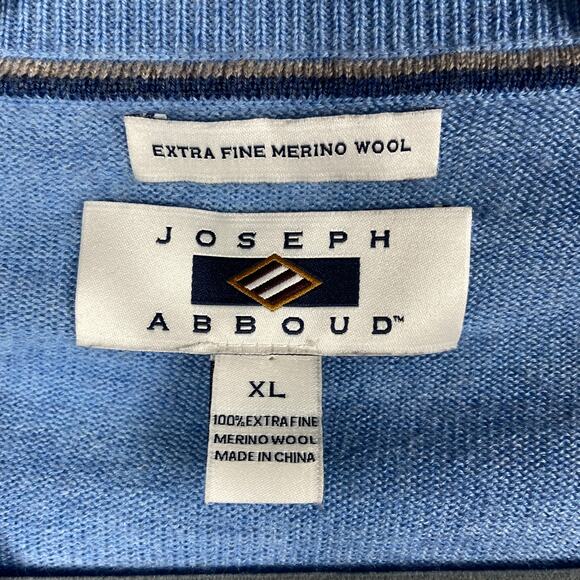 EXTRA FINE MERINO WOOL
JOSEPH
ABBOUD™
XL
100% EXTRA FINE
MERINO WOOL
MADE IN CHINA